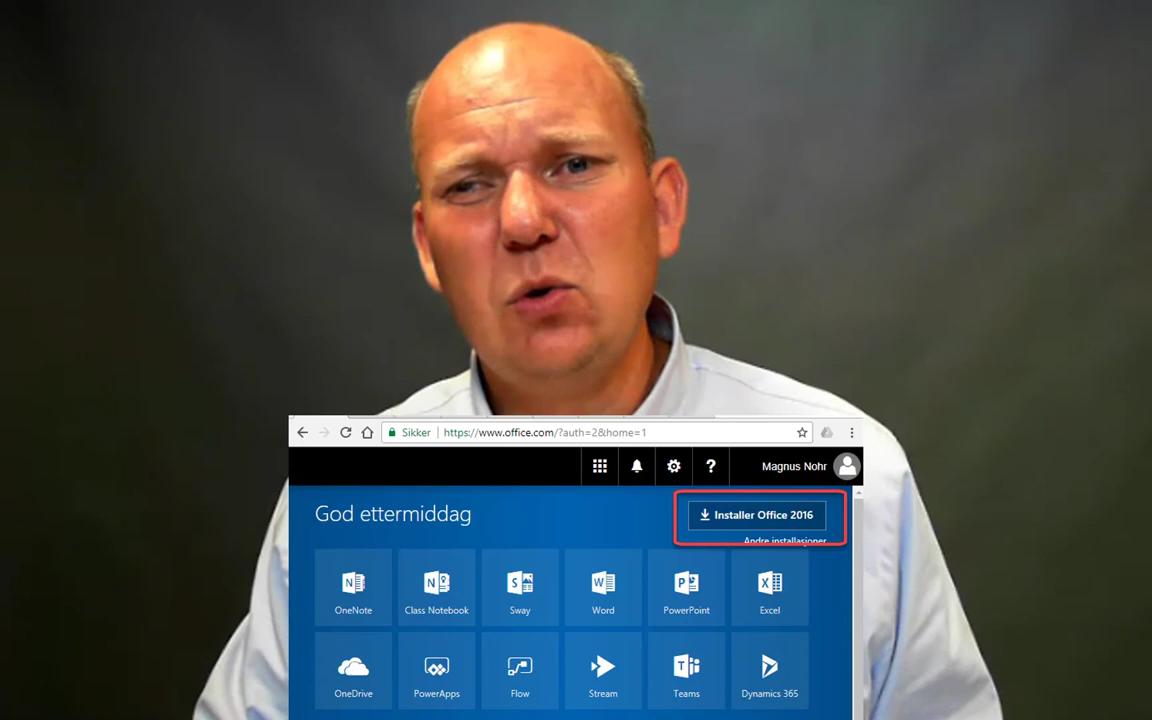 Sikker https://www.office.com/?auth=2&home=1
? Magnus Nohr
God ettermiddag
Installer Office 2016
Andre installasjoner
OneNote Class Notebook Sway Word PowerPoint Excel
OneDrive PowerApps Flow Stream Teams Dynamics 365